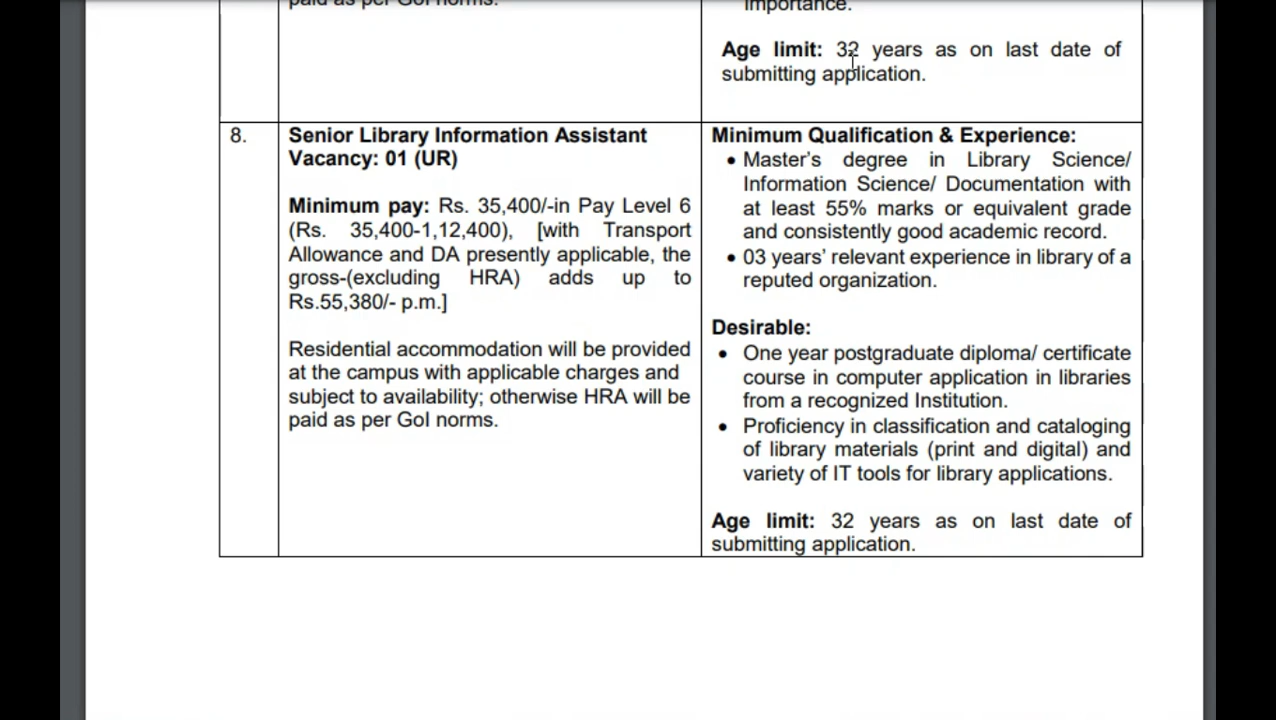 paid as per GoI norms.
importance.
Age limit: 32 years as on last date of
submitting application.
8.
Senior Library Information Assistant
Vacancy: 01 (UR)
Minimum pay: Rs. 35,400/-in Pay Level 6
(Rs. 35,400-1,12,400), [with Transport
Allowance and DA presently applicable, the
gross-(excluding HRA) adds up to
Rs.55,380/- p.m.]
Residential accommodation will be provided
at the campus with applicable charges and
subject to availability; otherwise HRA will be
paid as per GoI norms.
Minimum Qualification & Experience:
• Master’s degree in Library Science/
Information Science/ Documentation with
at least 55% marks or equivalent grade
and consistently good academic record.
• 03 years’ relevant experience in library of a
reputed organization.
Desirable:
• One year postgraduate diploma/ certificate
course in computer application in libraries
from a recognized Institution.
• Proficiency in classification and cataloging
of library materials (print and digital) and
variety of IT tools for library applications.
Age limit: 32 years as on last date of
submitting application.